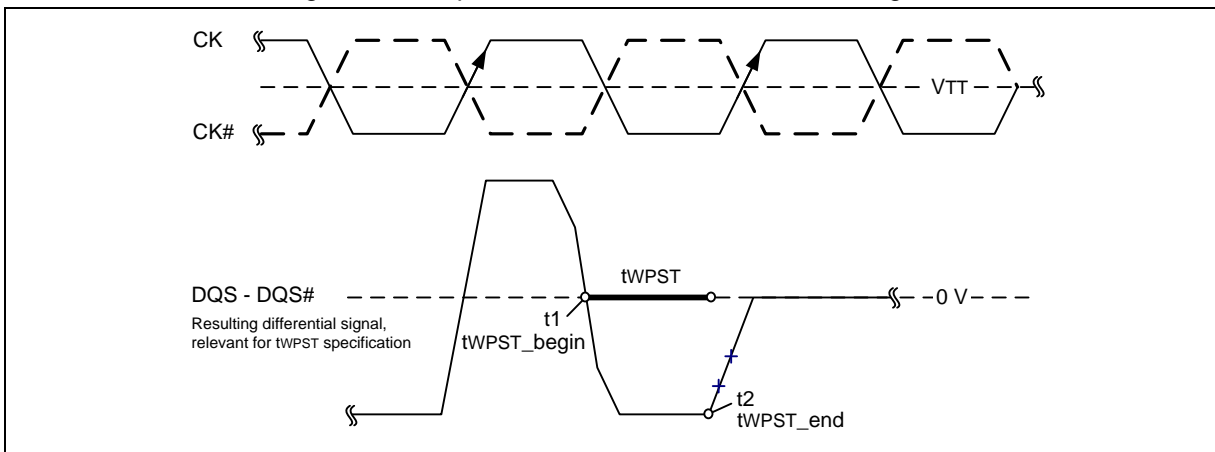 CK
VTT
CK#
tWPST
DQS - DQS#
0 V
Resulting differential signal,
relevant for tWPST specification
t1
tWPST_begin
t2
tWPST_end